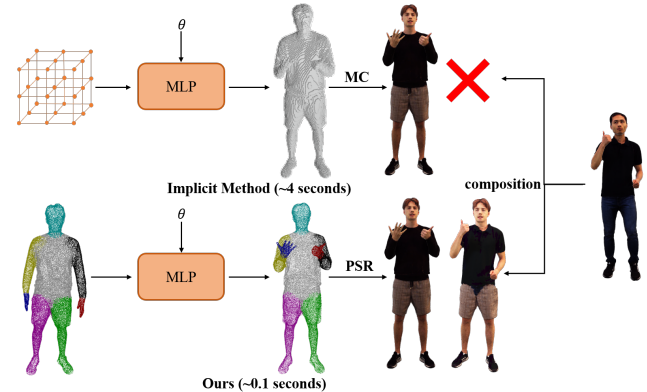 θ
MLP
MC
Implicit Method (~4 seconds)
composition
θ
MLP
PSR
Ours (~0.1 seconds)